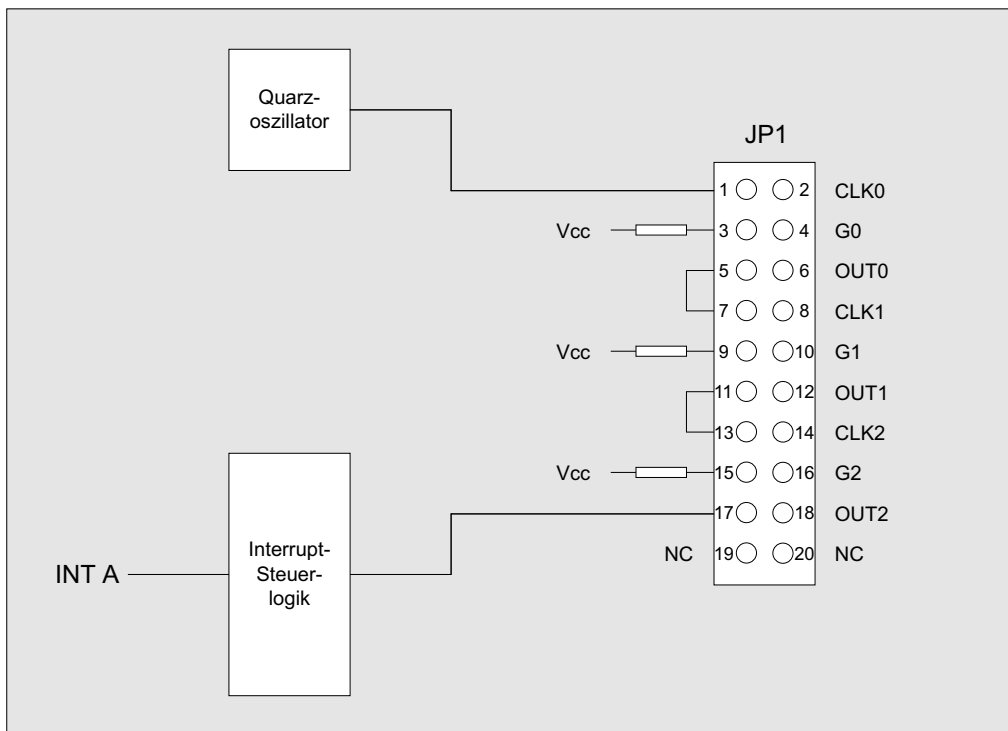 Quarz-
oszillator
JP1
1 2 CLK0
Vcc 3 4 G0
5 6 OUT0
7 8 CLK1
Vcc 9 10 G1
11 12 OUT1
13 14 CLK2
Vcc 15 16 G2
17 18 OUT2
NC 19 20 NC
INT A
Interrupt-
Steuer-
logik